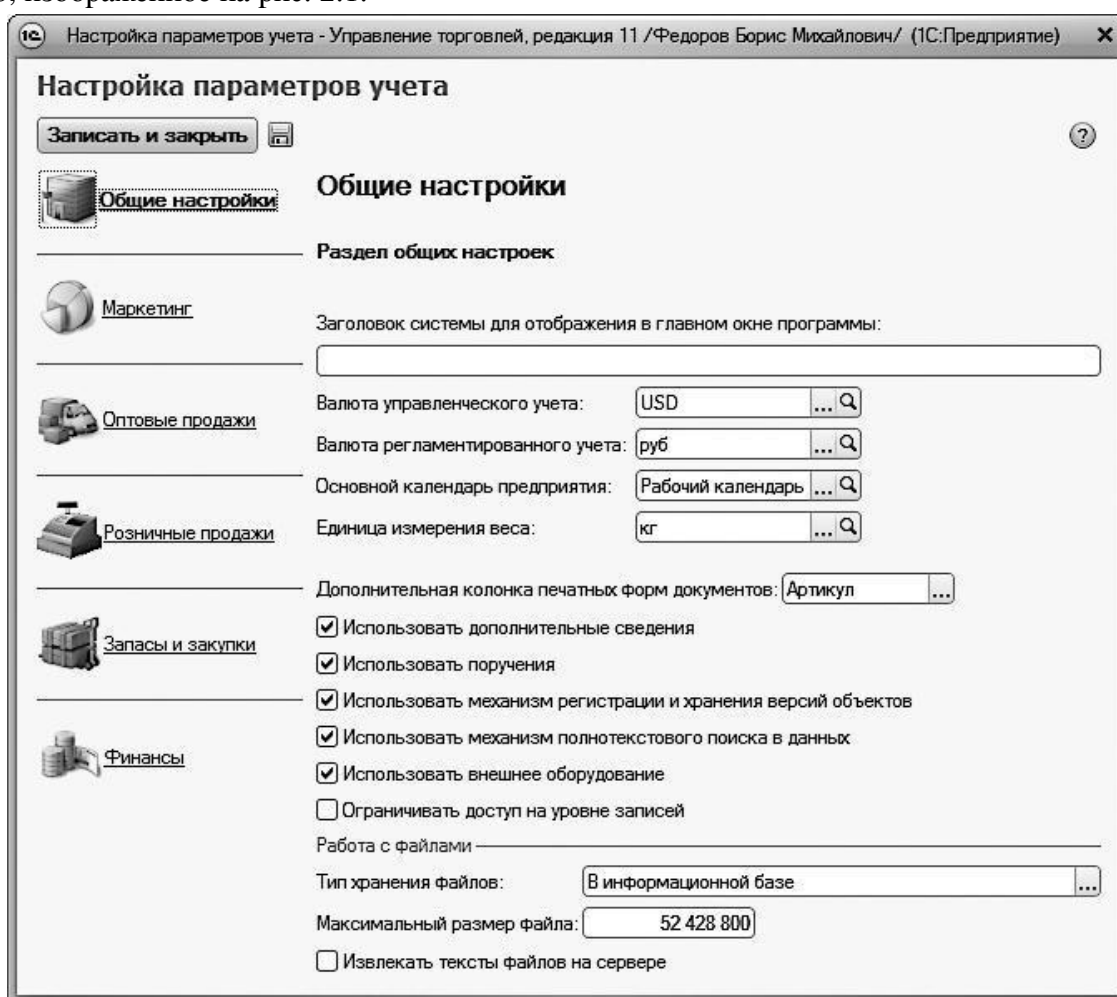 , изображенное на рис. 2.1.
1С Настройка параметров учета - Управление торговлей, редакция 11 /Федоров Борис Михайлович/ (1С:Предприятие)
Настройка параметров учета
Записать и закрыть
?
Общие настройки
Маркетинг
Оптовые продажи
Розничные продажи
Запасы и закупки
Финансы
Общие настройки
Раздел общих настроек
Заголовок системы для отображения в главном окне программы:
Валюта управленческого учета: USD ...
Валюта регламентированного учета: руб ...
Основной календарь предприятия: Рабочий календарь ...
Единица измерения веса: кг ...
Дополнительная колонка печатных форм документов: Артикул ...
Использовать дополнительные сведения
Использовать поручения
Использовать механизм регистрации и хранения версий объектов
Использовать механизм полнотекстового поиска в данных
Использовать внешнее оборудование
Ограничивать доступ на уровне записей
Работа с файлами
Тип хранения файлов: В информационной базе ...
Максимальный размер файла: 52 428 800
Извлекать тексты файлов на сервере